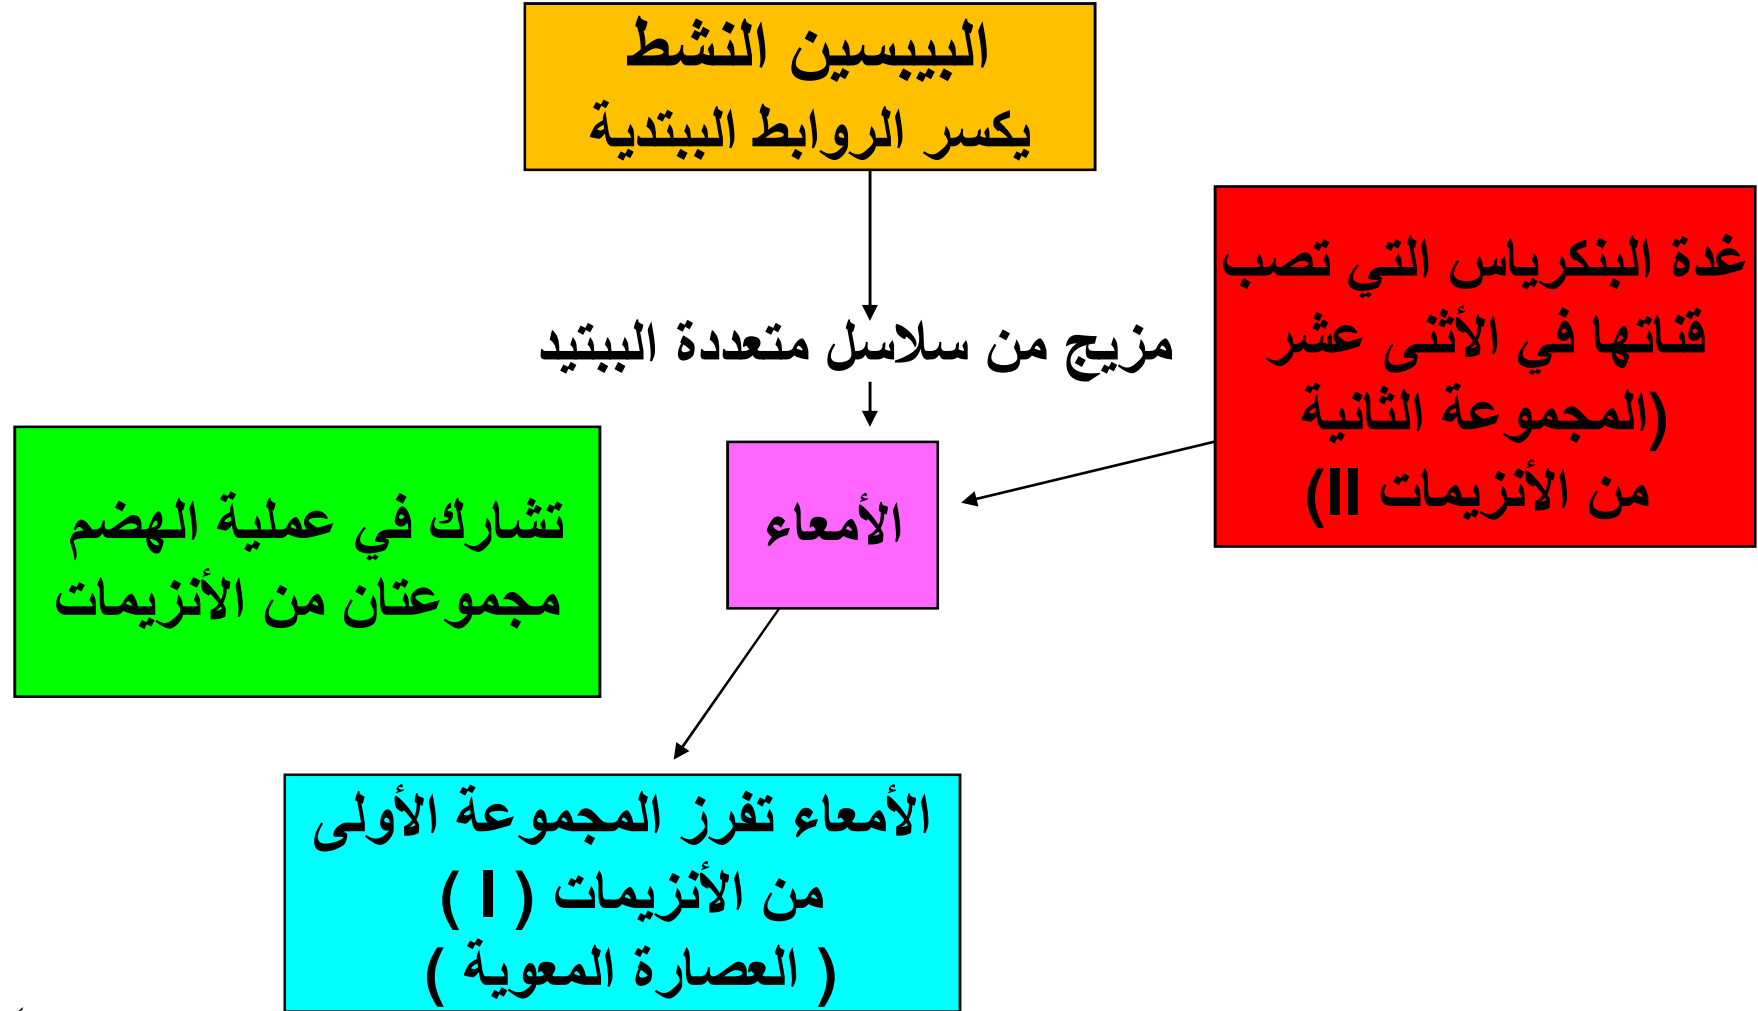 البيبسين النشط
يكسر الروابط الببتدية
غدة البنكرياس التي تصب
قناتها في الأثنى عشر
(المجموعة الثانية
من الأنزيمات II)
مزيج من سلاسل متعددة الببتيد
الأمعاء
تشارك في عملية الهضم
مجموعتان من الأنزيمات
الأمعاء تفرز المجموعة الأولى
من الأنزيمات ( I )
( العصارة المعوية )